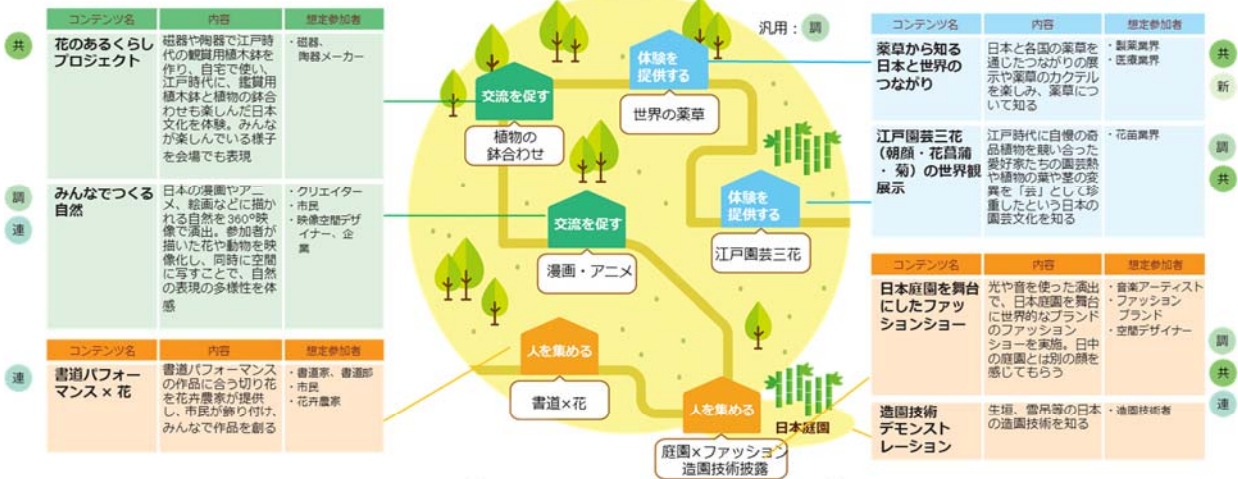 コンテンツ名 内容 想定参加者
共
花のあるくらし
プロジェクト
磁器や陶器で江戸時
代の観賞用植木鉢を
作り、自宅で使い、
江戸時代に、鑑賞用
植木鉢と植物の鉢合
わせも楽しんだ日本
文化を体験。みんな
が楽しんでいる様子
を会場でも表現
・磁器、
陶器メーカー
調
連
みんなでつくる
自然
日本の漫画やアニ
メ、絵画などに描か
れる自然を360°映
像で演出。参加者が
描いた花や動物を映
像化し、同時に空間
に写すことで、自然
の表現の多様性を体
感
・クリエイター
・市民
・映像空間デザ
イナー、企
業
コンテンツ名 内容 想定参加者
連
書道パフォー
マンス × 花
書道パフォーマンス
の作品に合う切り花
を花卉農家が提供
し、市民が飾り付け、
みんなで作品を創る
・書道家、書道部
・市民
・花卉農家
汎用：調
体験を
提供する
世界の薬草
交流を促す
植物の
鉢合わせ
体験を
提供する
江戸園芸三花
交流を促す
漫画・アニメ
人を集める
書道×花
人を集める
日本庭園
庭園×ファッション
造園技術披露
コンテンツ名 内容 想定参加者
薬草から知る
日本と世界の
つながり
日本と各国の薬草を
通じたつながりの展
示や薬草のカクテル
を楽しみ、薬草につ
いて知る
・製薬業界
・医療業界
共
新
江戸園芸三花
（朝顔・花菖蒲
・菊）の世界観
展示
江戸時代に自慢の奇
品植物を競い合った
愛好家たちの園芸熱
や植物の葉や茎の変
異を「芸」として珍
重したという日本の
園芸文化を知る
・花苗業界
調
共
コンテンツ名 内容 想定参加者
日本庭園を舞台
にしたファッ
ションショー
光や音を使った演出
で、日本庭園を舞台
に世界的なブランド
のファッション
ショーを実施。日中
の庭園とは別の顔を
感じてもらう
・音楽アーティスト
・ファッション
ブランド
・空間デザイナー
調
共
連
造園技術
デモンスト
レーション
生垣、雪吊等の日本
の造園技術を知る
・造園技術者